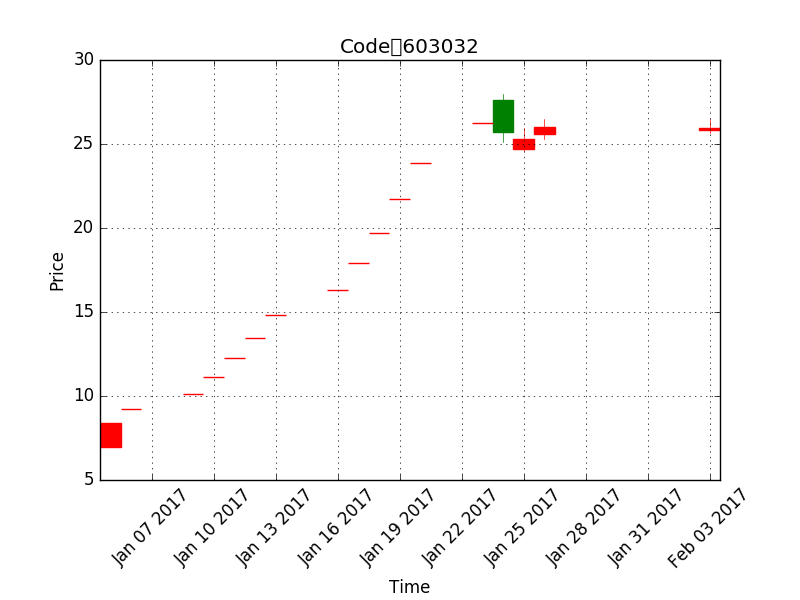 Code▯603032
30
25
20
15
10
5
Price
Jan 07 2017
Jan 10 2017
Jan 13 2017
Jan 16 2017
Jan 19 2017
Jan 22 2017
Jan 25 2017
Jan 28 2017
Jan 31 2017
Feb 03 2017
Time